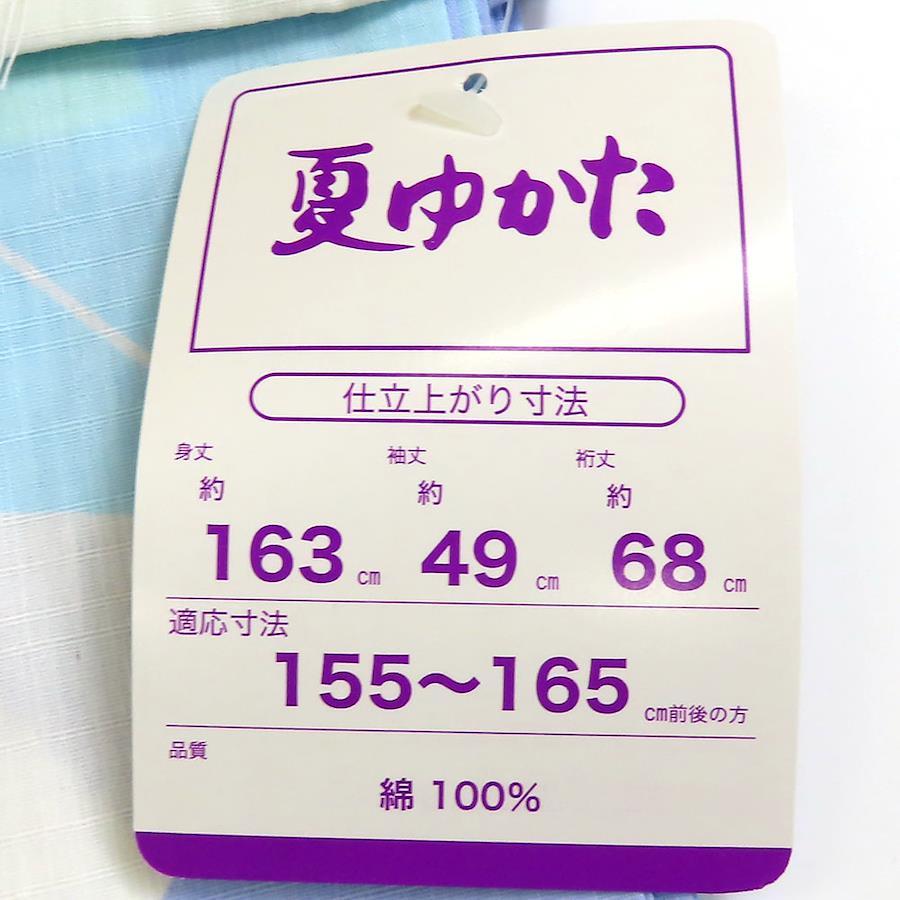 夏ゆかた
仕立上がり寸法
身丈 袖丈 裄丈
約 約 約
163cm 49cm 68cm
適応寸法
155～165cm前後の方
品質
綿 100%